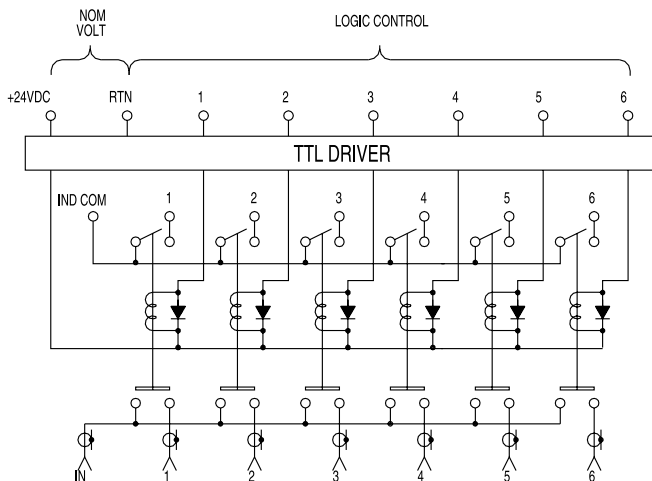 NOM VOLT
LOGIC CONTROL
+24VDC RTN 1 2 3 4 5 6
TTL DRIVER
IND COM 1 2 3 4 5 6
IN 1 2 3 4 5 6